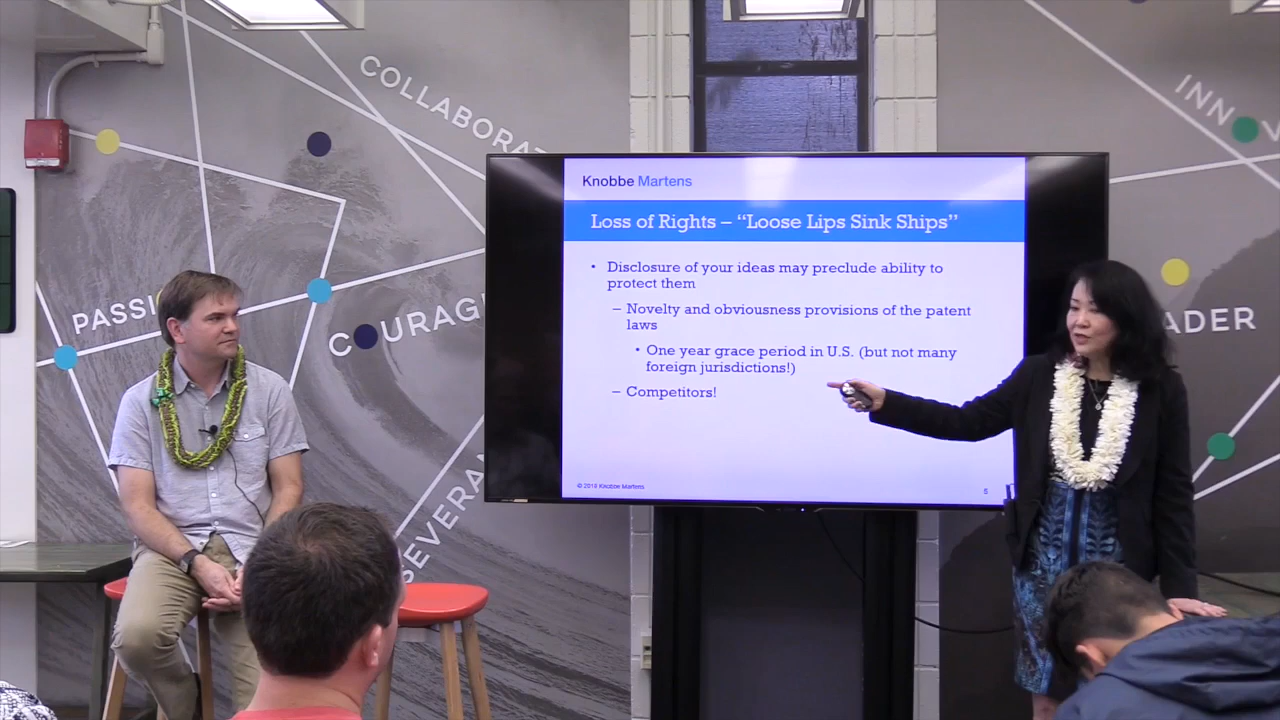 COLLABORAT
INNOV
Knobbe Martens
Loss of Rights – “Loose Lips Sink Ships”
• Disclosure of your ideas may preclude ability to
protect them
– Novelty and obviousness provisions of the patent
laws
• One year grace period in U.S. (but not many
foreign jurisdictions!)
– Competitors!
© 2018 Knobbe Martens
5
PASSI
COURAG
ADER
SEVERAN